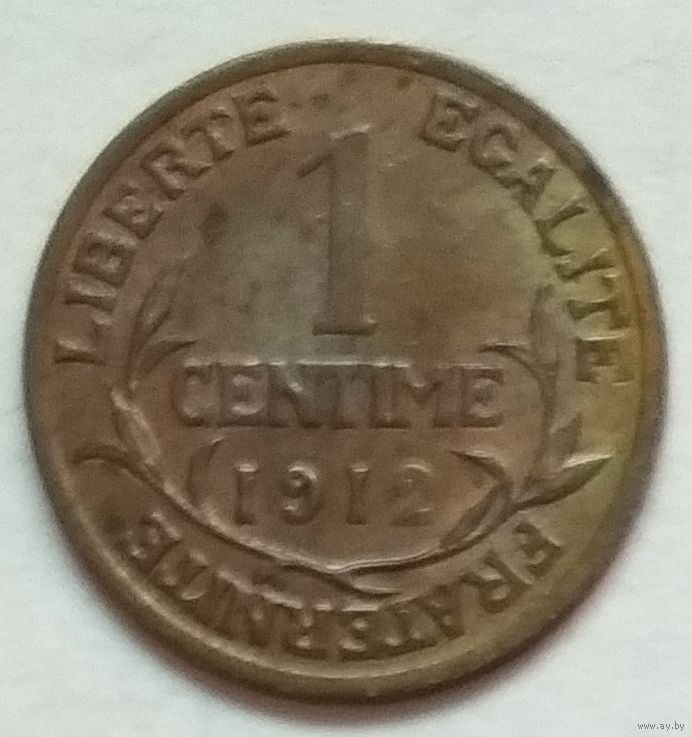 LIBERTE EGALITE FRATERNITE
1
CENTIME
1912
www.ay.by